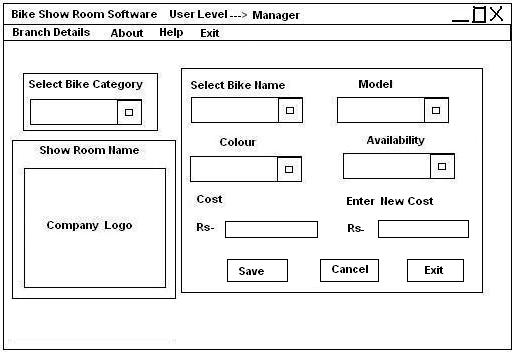 Bike Show Room Software User Level ---> Manager
Branch Details About Help Exit
Select Bike Category
Select Bike Name Model
Show Room Name
Colour Availability
Company Logo
Cost Enter New Cost
Rs- Rs-
Save Cancel Exit